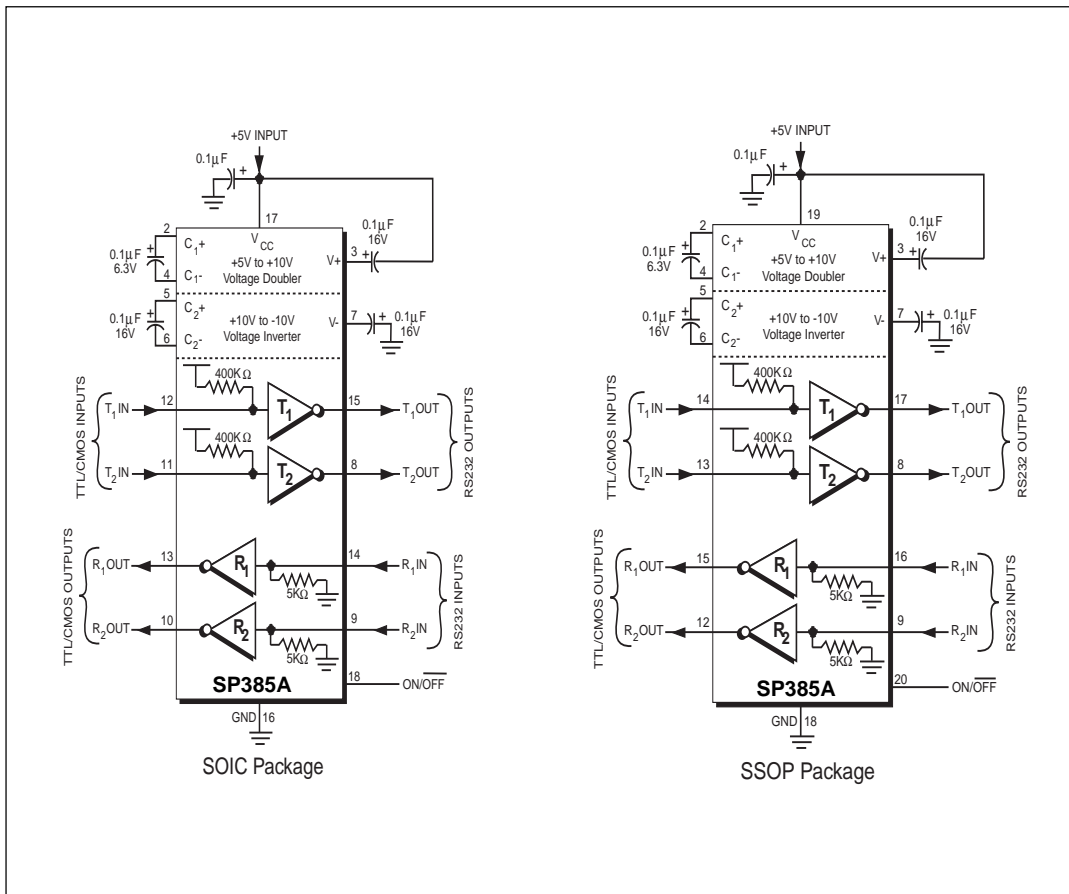 +5V INPUT
0.1µF
+
17
2
C1+
0.1µF
6.3V
+
4
C1-
VCC
+5V to +10V
Voltage Doubler
V+
3
0.1µF
16V
+
5
C2+
0.1µF
16V
+
6
C2-
+10V to -10V
Voltage Inverter
V-
7
+
0.1µF
16V
400KΩ
TTL/CMOS INPUTS
T1IN
12
T1
15
T1OUT
RS232 OUTPUTS
400KΩ
T2IN
11
T2
8
T2OUT
TTL/CMOS OUTPUTS
R1OUT
13
R1
14
R1IN
RS232 INPUTS
5KΩ
R2OUT
10
R2
9
R2IN
5KΩ
SP385A
18
ON/OFF
GND
16
SOIC Package
+5V INPUT
0.1µF
+
19
2
C1+
0.1µF
6.3V
+
4
C1-
VCC
+5V to +10V
Voltage Doubler
V+
3
0.1µF
16V
+
5
C2+
0.1µF
16V
+
6
C2-
+10V to -10V
Voltage Inverter
V-
7
+
0.1µF
16V
400KΩ
TTL/CMOS INPUTS
T1IN
14
T1
17
T1OUT
RS232 OUTPUTS
400KΩ
T2IN
13
T2
8
T2OUT
TTL/CMOS OUTPUTS
R1OUT
15
R1
16
R1IN
RS232 INPUTS
5KΩ
R2OUT
12
R2
9
R2IN
5KΩ
SP385A
20
ON/OFF
GND
18
SSOP Package